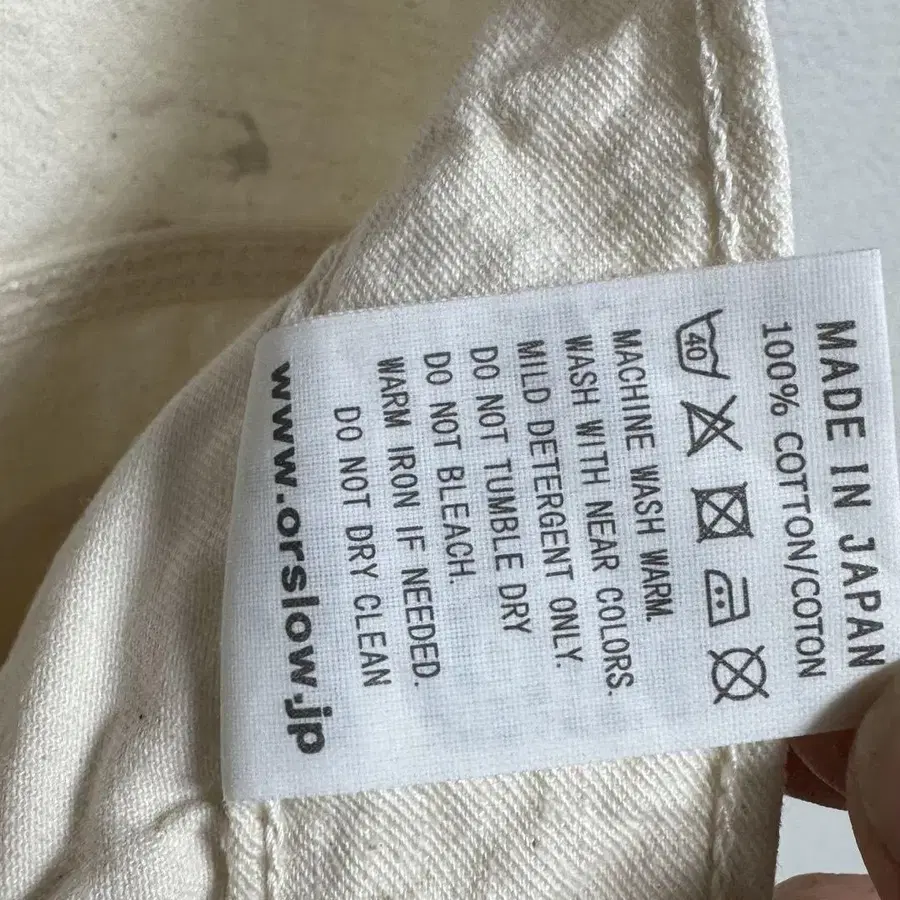 MADE IN JAPAN
100% COTTON/COTON
40
MACHINE WASH WARM.
WASH WITH NEAR COLORS.
MILD DETERGENT ONLY.
DO NOT TUMBLE DRY
DO NOT BLEACH.
WARM IRON IF NEEDED.
DO NOT DRY CLEAN
www.orslow.jp